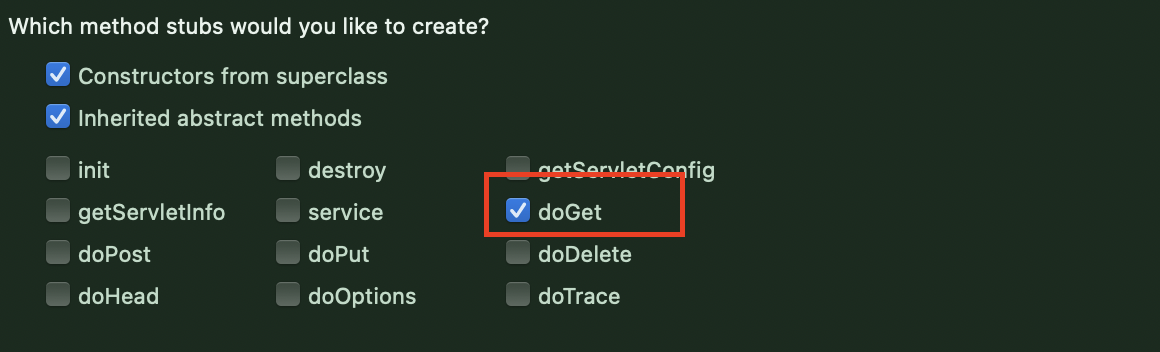 Which method stubs would you like to create?
Constructors from superclass
Inherited abstract methods
init destroy getServletConfig
getServletInfo service doGet
doPost doPut doDelete
doHead doOptions doTrace